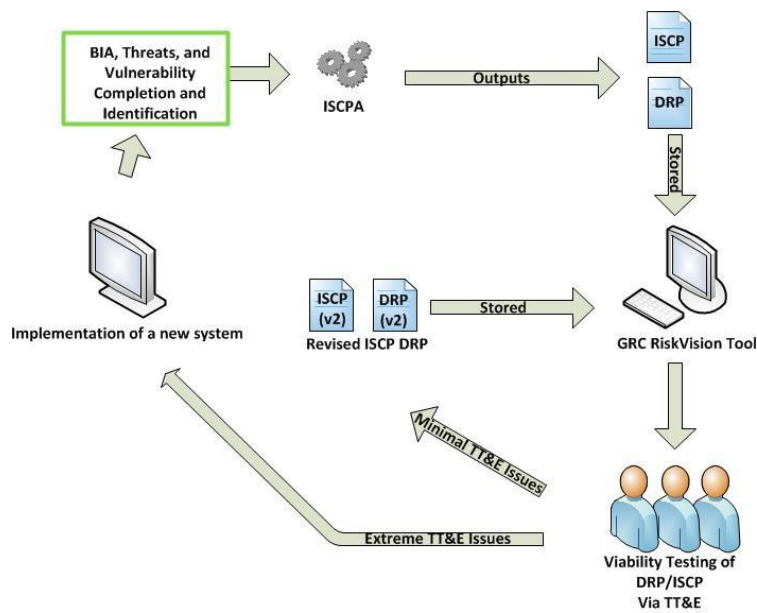 BIA, Threats, and
Vulnerability
Completion and
Identification
ISCPA
Outputs
ISCP
DRP
Stored
Implementation of a new system
ISCP
(v2)
DRP
(v2)
Revised ISCP DRP
Stored
GRC RiskVision Tool
Minimal TT&E Issues
Extreme TT&E Issues
Viability Testing of
DRP/ISCP
Via TT&E